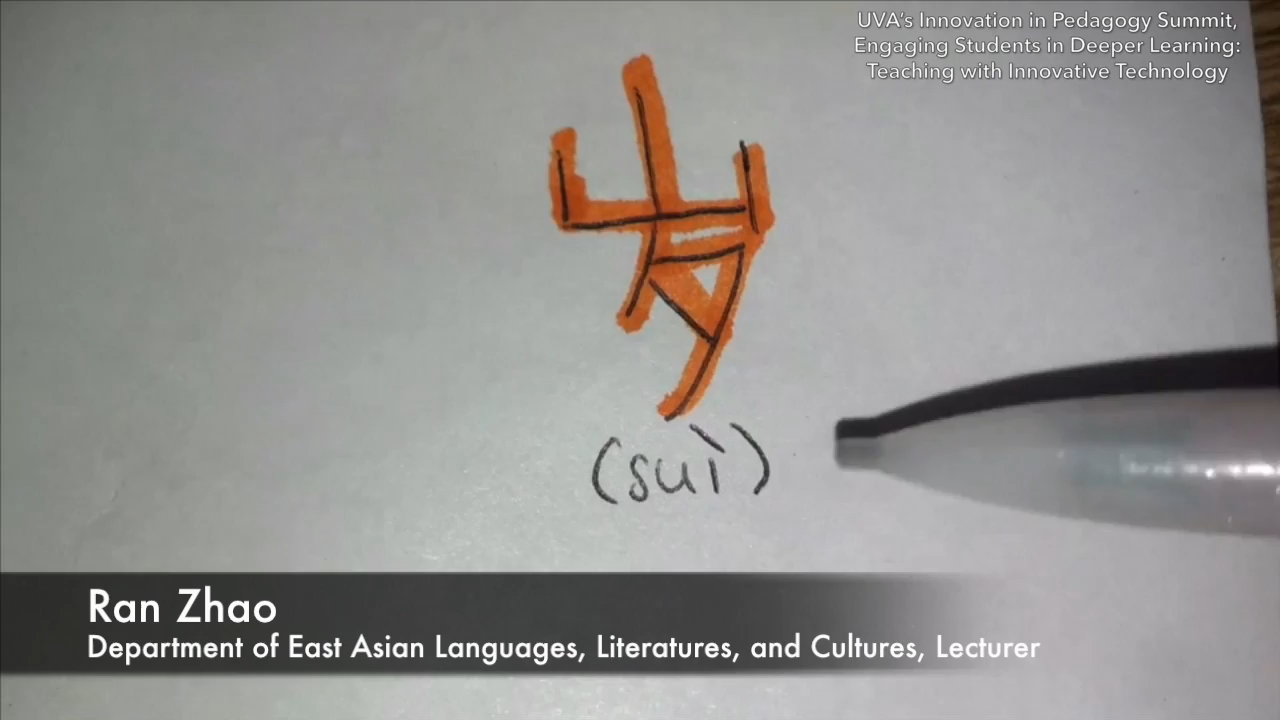 UVA's Innovation in Pedagogy Summit,
Engaging Students in Deeper Learning:
Teaching with Innovative Technology
岁
(suì)
Ran Zhao
Department of East Asian Languages, Literatures, and Cultures, Lecturer